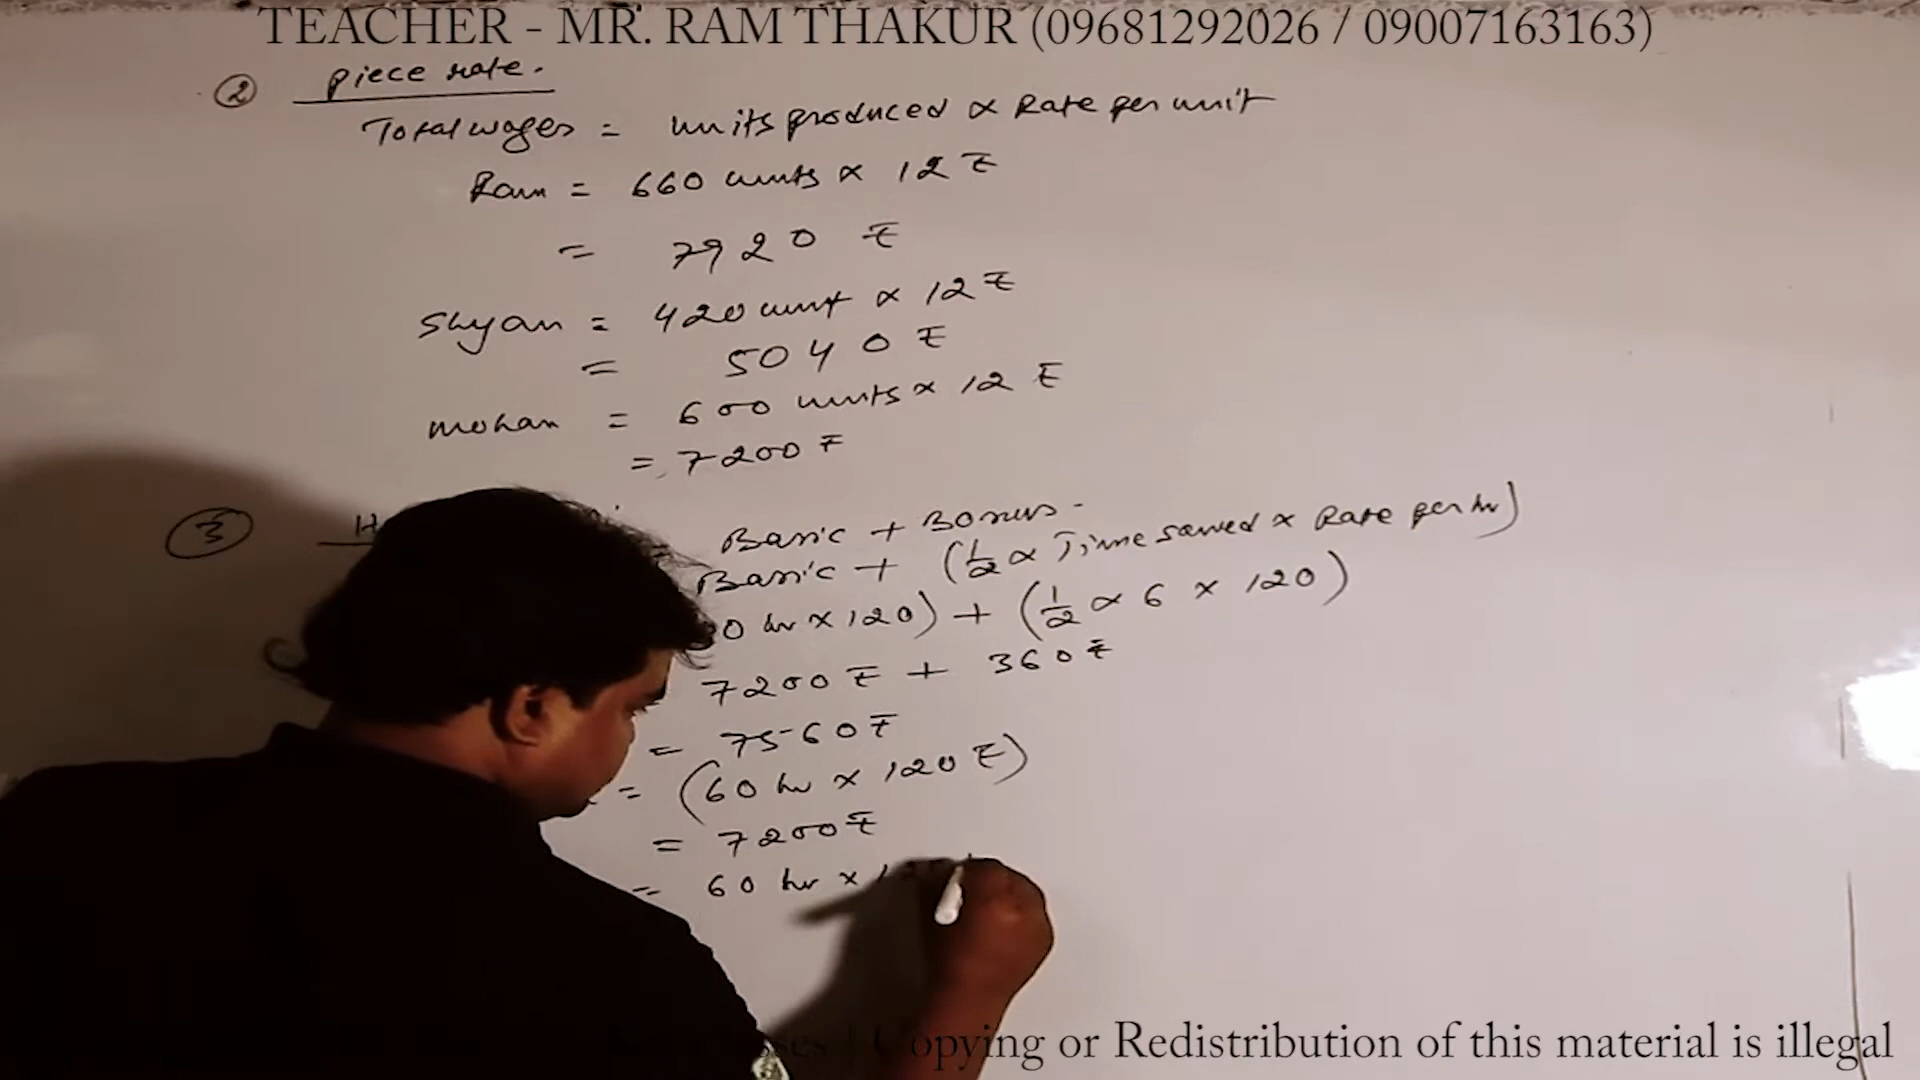 TEACHER - MR. RAM THAKUR (09681292026 / 09007163163)
② piece rate.
Total wages = units produced × Rate per unit
Ram = 660 units × 12 ₹
= 7920 ₹
Shyam = 420 unit × 12 ₹
= 5040 ₹
Mohan = 600 units × 12 ₹
= 7200 ₹
③ H
Basic + Bonus.
Basic + (1/2 × Time saved × Rate per hr)
0 hr × 120) + (1/2 × 6 × 120)
7200 ₹ + 360 ₹
= 7560 ₹
= (60 hr × 120 ₹)
= 7200 ₹
= 60 hr ×
Copying or Redistribution of this material is illegal